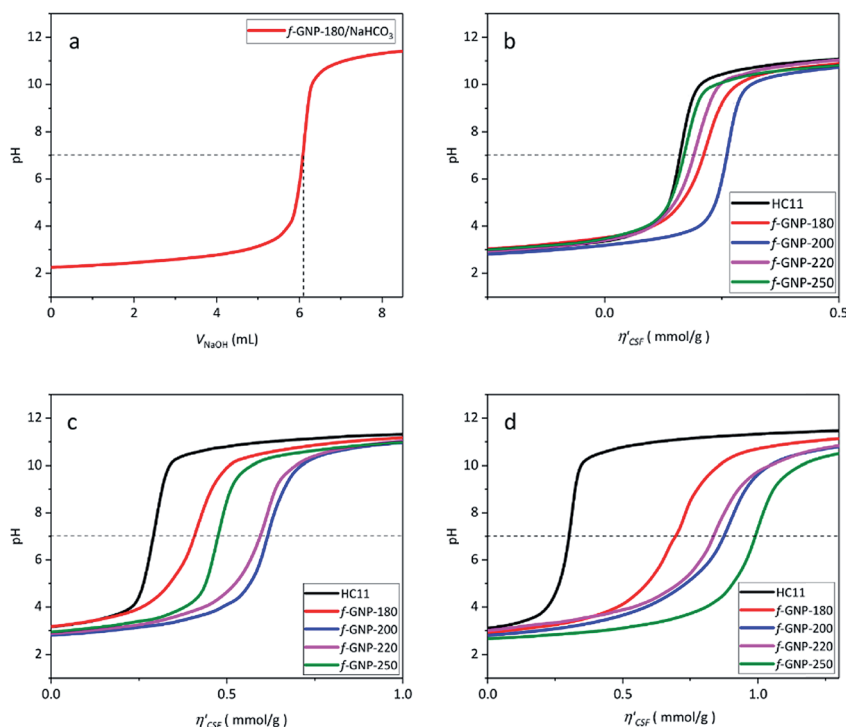 a
f-GNP-180/NaHCO₃
12
10
8
6
4
2
pH
0 2 4 6 8
V_NaOH (mL)
b
12
10
8
6
4
2
pH
HC11
f-GNP-180
f-GNP-200
f-GNP-220
f-GNP-250
0.0 0.5
η′_CSF ( mmol/g )
c
12
10
8
6
4
2
pH
HC11
f-GNP-180
f-GNP-200
f-GNP-220
f-GNP-250
0.0 0.5 1.0
η′_CSF ( mmol/g )
d
12
10
8
6
4
2
pH
HC11
f-GNP-180
f-GNP-200
f-GNP-220
f-GNP-250
0.0 0.5 1.0
η′_CSF ( mmol/g )